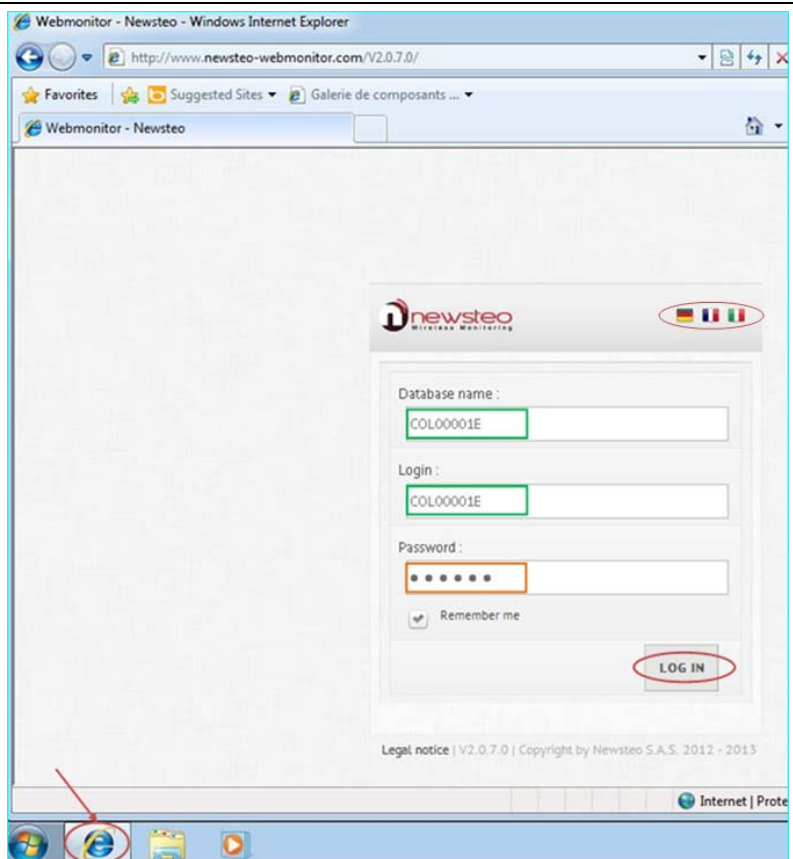 Webmonitor - Newsteo - Windows Internet Explorer
http://www.newsteo-webmonitor.com/V2.0.7.0/
Favorites Suggested Sites Galerie de composants ...
Webmonitor - Newsteo
newsteo
Wireless Monitoring
Database name :
COL00001E
Login :
COL00001E
Password :
Remember me
LOG IN
Legal notice | V2.0.7.0 | Copyright by Newsteo S.A.S. 2012 - 2013
Internet | Prote